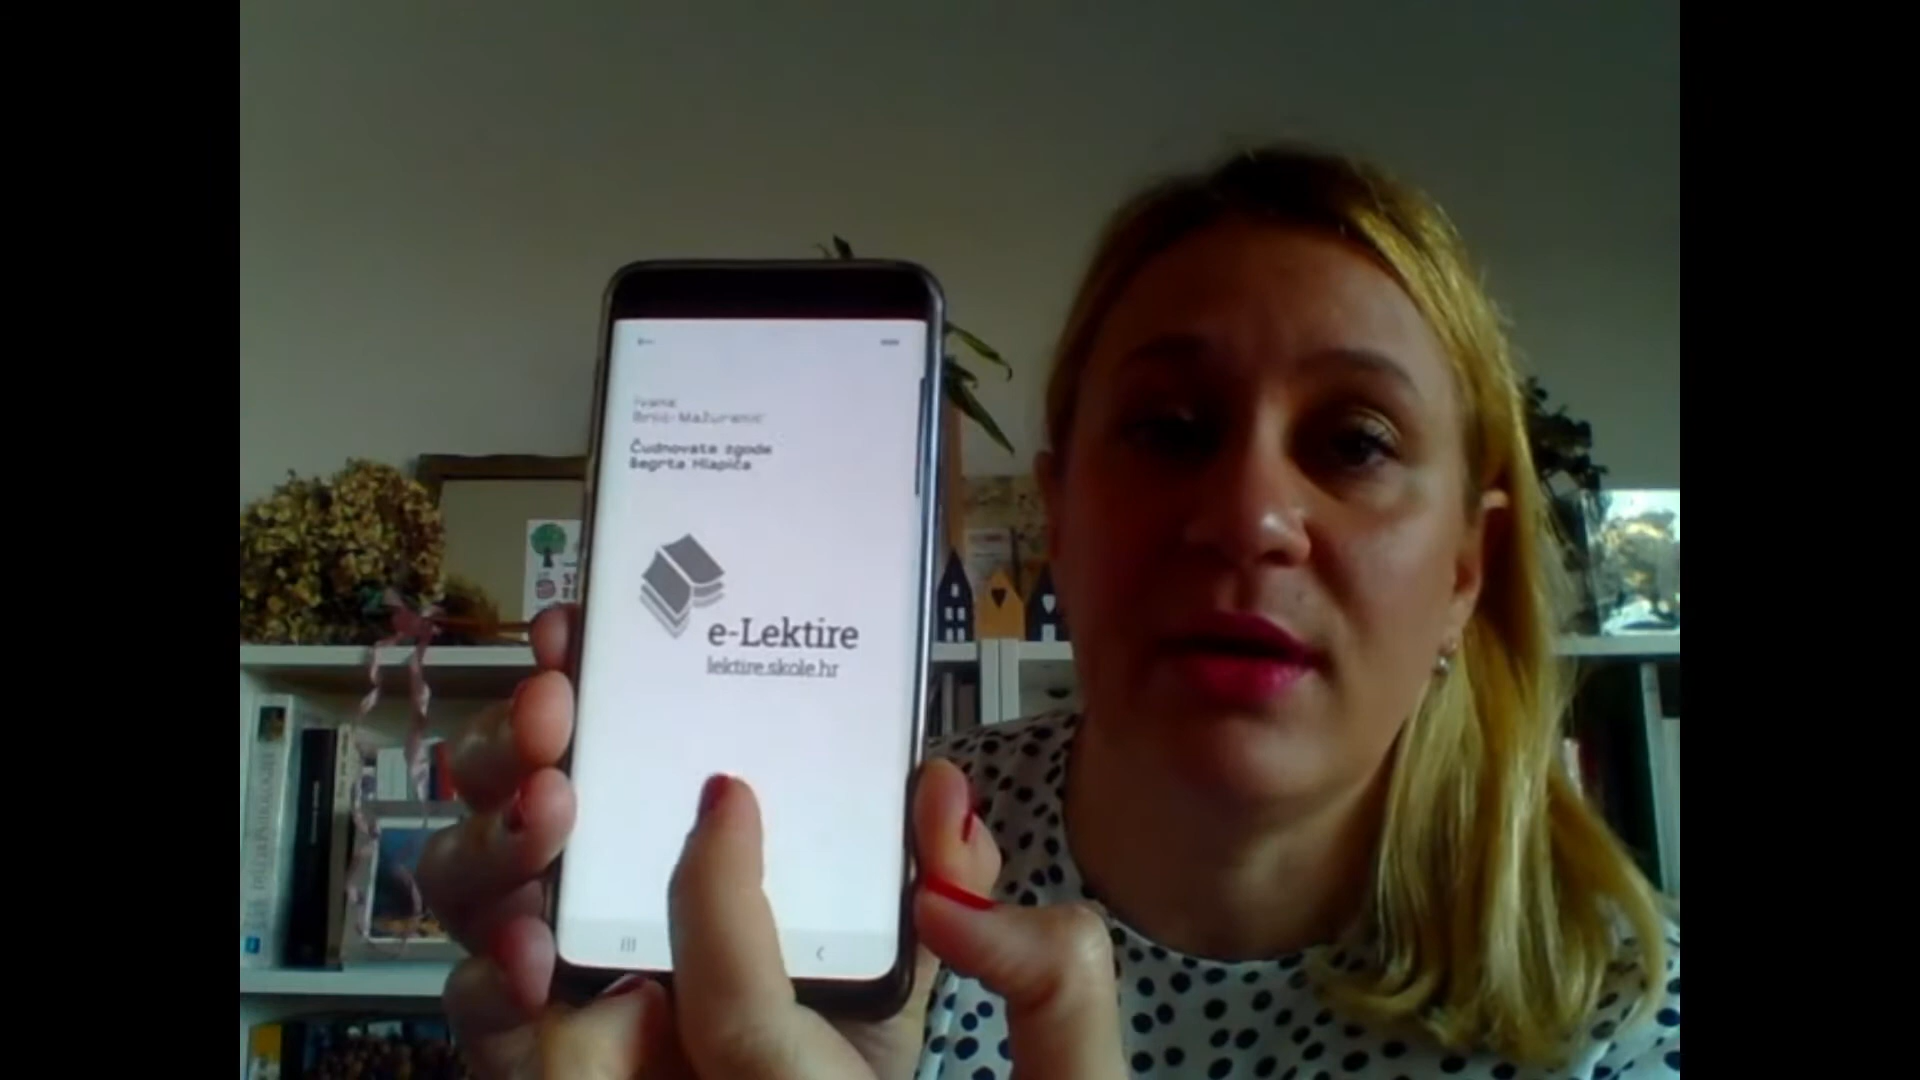 Ivana
Brlić-Mažuranić
Čudnovate zgode
šegrta Hlapića
e-Lektire
lektire.skole.hr